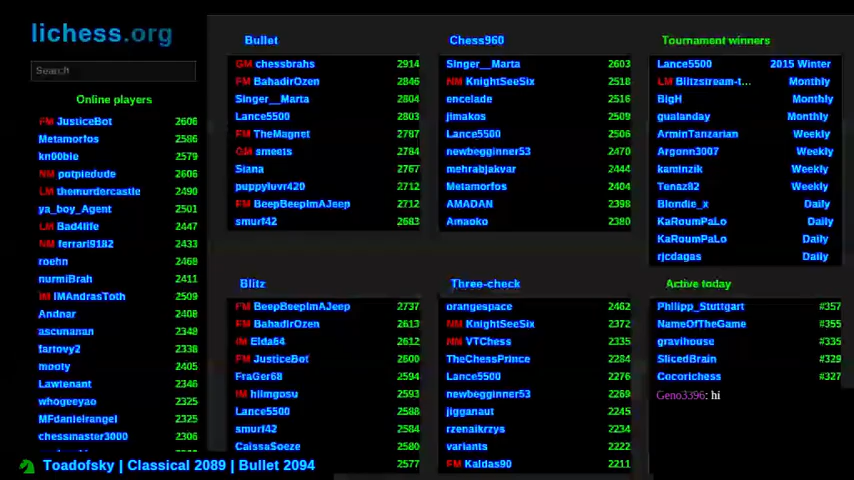 lichess.org
Search
Online players
FM JusticeBot 2608
Metamorfos 2586
kn00bie 2579
NM potpiedude 2606
LM themurdercastle 2490
ya_boy_Agent 2501
LM Bad4life 2447
NM ferrari9182 2433
roehn 2469
nurmiBrah 2411
IM IMAndrasToth 2509
Andnar 2408
ascunanan 2348
fartovy2 2338
mooty 2405
Lawtenant 2346
whogeeyao 2325
MFdanielrangel 2325
chessmaster3000 2306
Bullet
GM chessbrahs 2914
FM BahadirOzen 2846
Singer__Marta 2804
Lance5500 2803
FM TheMagnet 2787
GM smeets 2784
Siana 2767
puppyluvr420 2712
FM BeepBeepImAJeep 2712
smurf42 2683
Chess960
Singer__Marta 2603
NM KnightSeeSix 2518
encelade 2516
jimakos 2509
Lance5500 2506
newbegginner53 2470
mehrabjakvar 2444
Metamorfos 2404
AMADAN 2398
Amaoko 2380
Tournament winners
Lance5500 2015 Winter
LM Blitzstream-t... Monthly
BigH Monthly
gualanday Monthly
ArminTanzarian Weekly
Argonn3007 Weekly
kaminzik Weekly
Tenaz82 Weekly
Blondie_x Daily
KaRoumPaLo Daily
KaRoumPaLo Daily
rjcdagas Daily
Blitz
FM BeepBeepImAJeep 2737
FM BahadirOzen 2613
IM Elda64 2612
FM JusticeBot 2600
FraGer68 2594
IM hiimgosu 2593
Lance5500 2588
smurf42 2584
CaissaSoeze 2580
2577
Three-check
orangespace 2462
NM KnightSeeSix 2372
NM VTChess 2335
TheChessPrince 2284
Lance5500 2276
newbegginner53 2269
jigganaut 2245
rzenaikrzys 2234
variants 2222
FM Kaldas90 2211
Active today
Philipp_Stuttgart #357
NameOfTheGame #355
gravihouse #335
SlicedBrain #329
Cocorichess #327
Geno3396: hi
Toadofsky | Classical 2089 | Bullet 2094